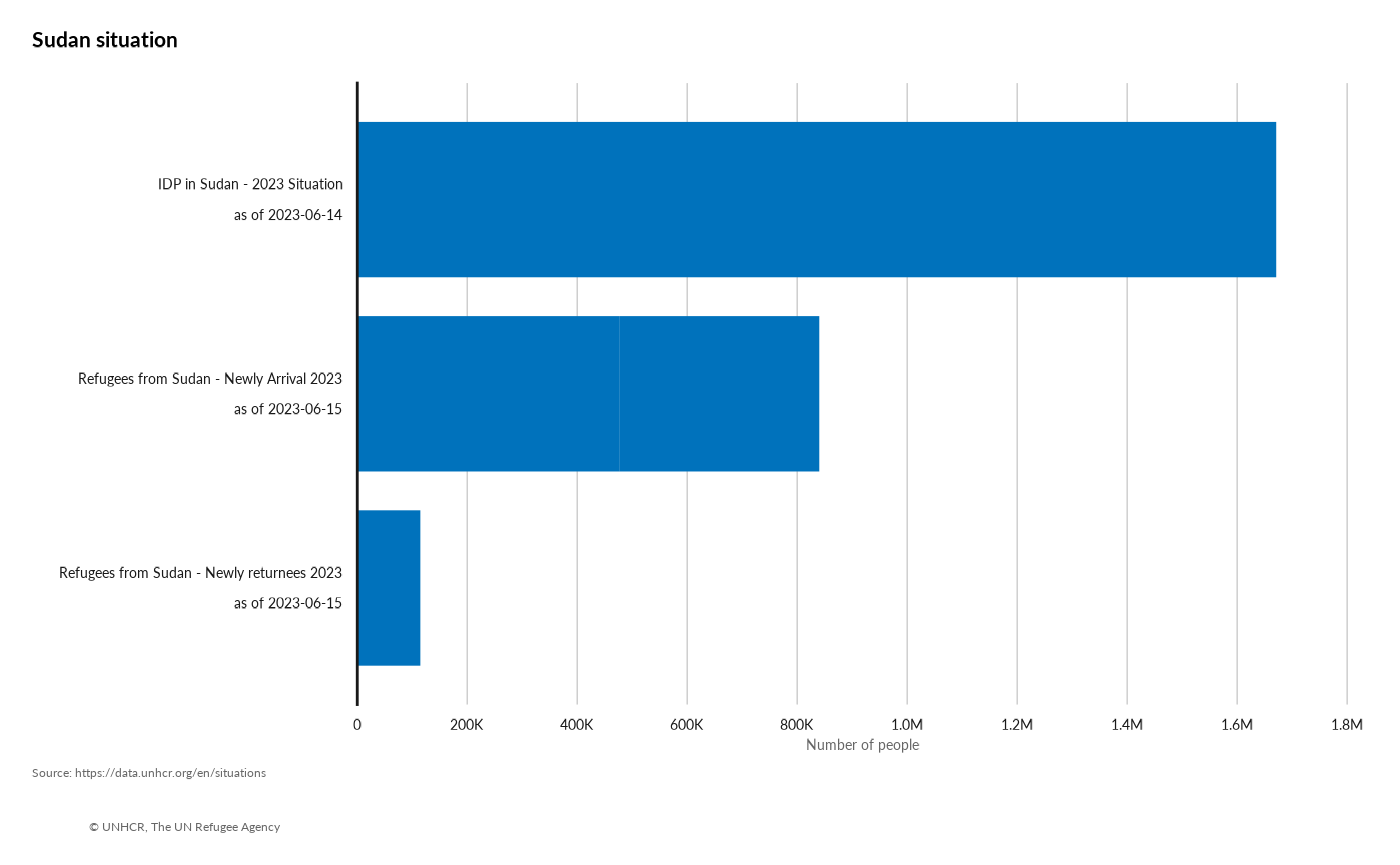 Sudan situation
IDP in Sudan - 2023 Situation
as of 2023-06-14
Refugees from Sudan - Newly Arrival 2023
as of 2023-06-15
Refugees from Sudan - Newly returnees 2023
as of 2023-06-15
0 200K 400K 600K 800K 1.0M 1.2M 1.4M 1.6M 1.8M
Number of people
Source: https://data.unhcr.org/en/situations
© UNHCR, The UN Refugee Agency